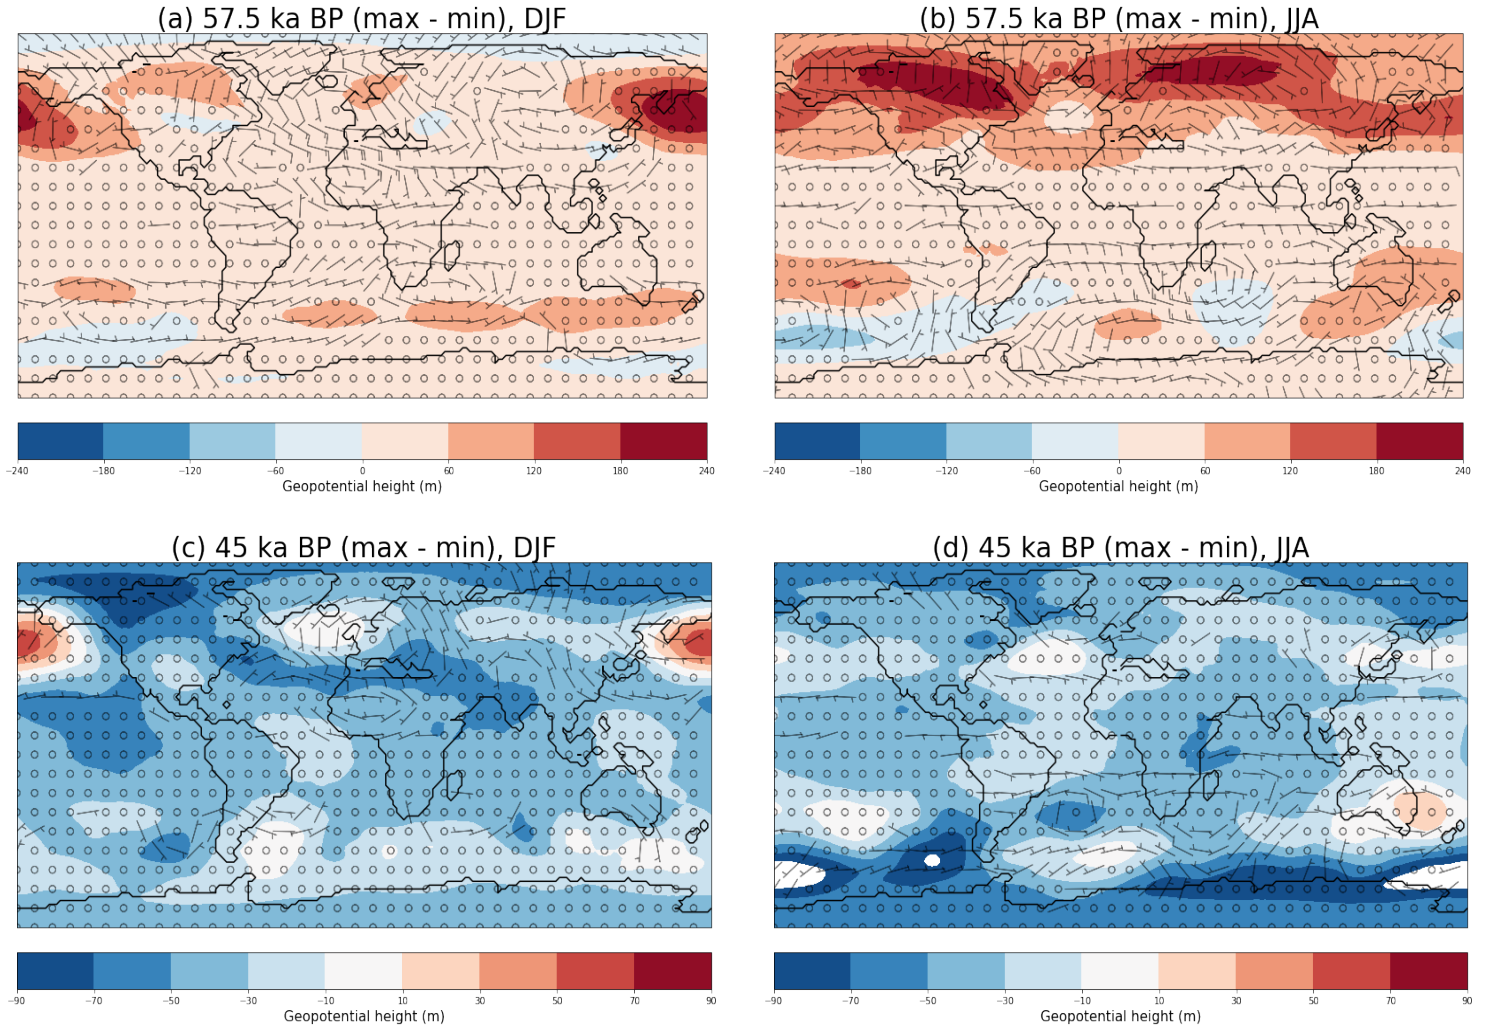 (a) 57.5 ka BP (max - min), DJF
(b) 57.5 ka BP (max - min), JJA
−240 −180 −120 −60 0 60 120 180 240
Geopotential height (m)
−240 −180 −120 −60 0 60 120 180 240
Geopotential height (m)
(c) 45 ka BP (max - min), DJF
(d) 45 ka BP (max - min), JJA
−90 −70 −50 −30 −10 10 30 50 70 90
Geopotential height (m)
−90 −70 −50 −30 −10 10 30 50 70 90
Geopotential height (m)